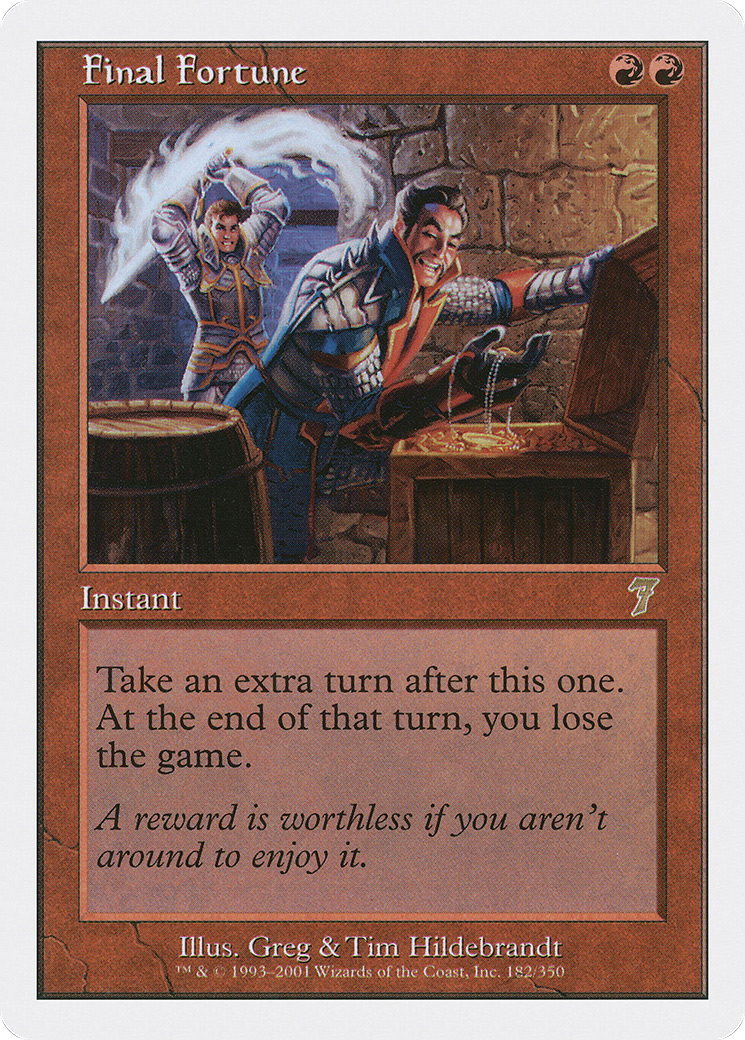 Final Fortune
Instant
7
Take an extra turn after this one.
At the end of that turn, you lose
the game.
A reward is worthless if you aren't
around to enjoy it.
Illus. Greg & Tim Hildebrandt
™ & © 1993–2001 Wizards of the Coast, Inc. 182/350